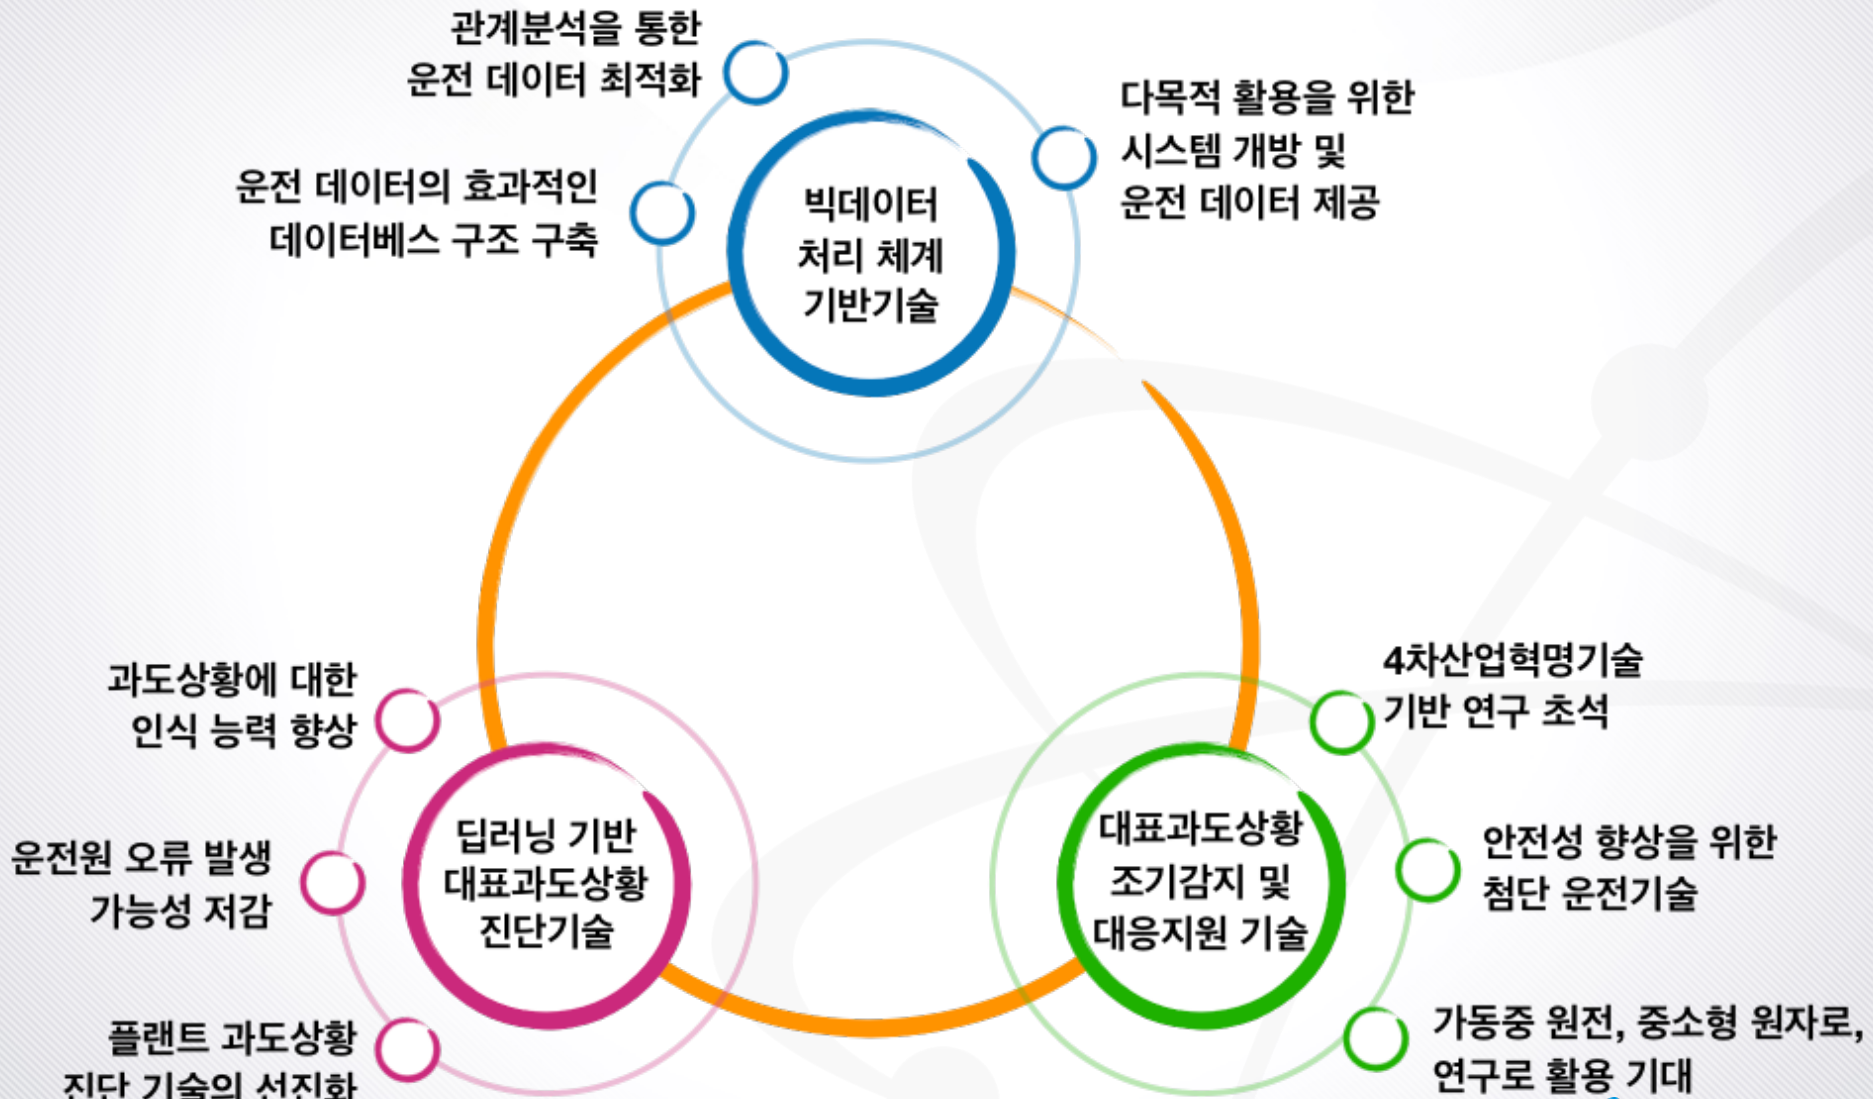 관계분석을 통한
운전 데이터 최적화
다목적 활용을 위한
시스템 개방 및
운전 데이터 제공
운전 데이터의 효과적인
데이터베스 구조 구축
빅데이터
처리 체계
기반기술
과도상황에 대한
인식 능력 향상
운전원 오류 발생
가능성 저감
플랜트 과도상황
진단 기술의 선진화
딥러닝 기반
대표과도상황
진단기술
대표과도상황
조기감지 및
대응지원 기술
4차산업혁명기술
기반 연구 초석
안전성 향상을 위한
첨단 운전기술
가동중 원전, 중소형 원자로,
연구로 활용 기대